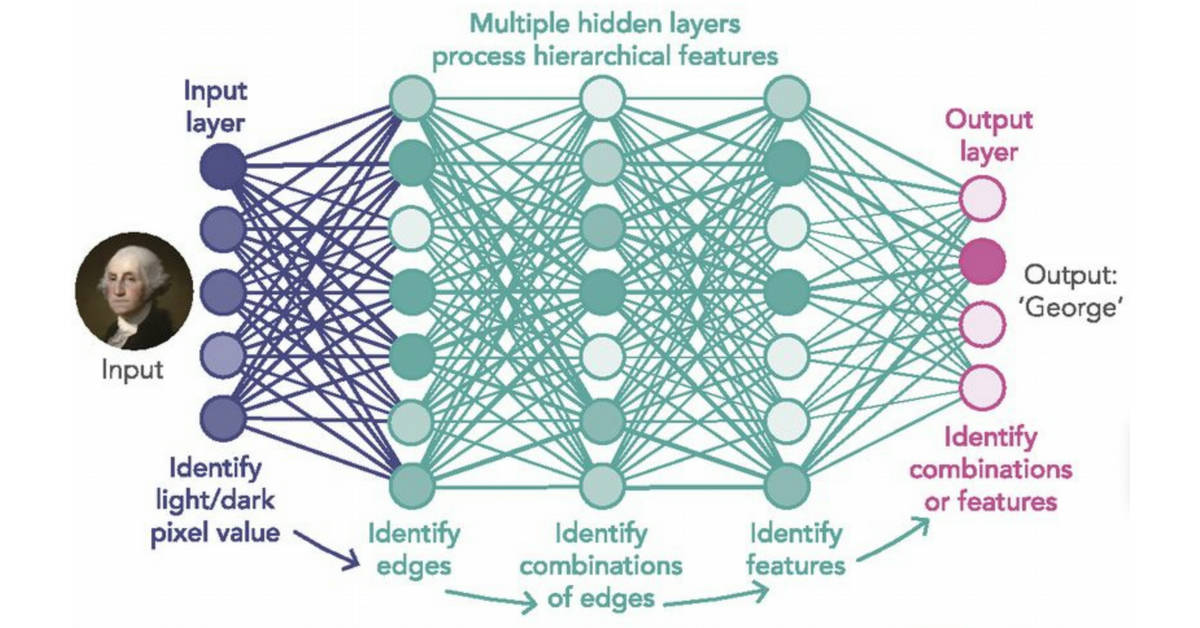 Multiple hidden layers
process hierarchical features
Input
layer
Output
layer
Input
Output:
‘George’
Identify
light/dark
pixel value
Identify
edges
Identify
combinations
of edges
Identify
features
Identify
combinations
or features